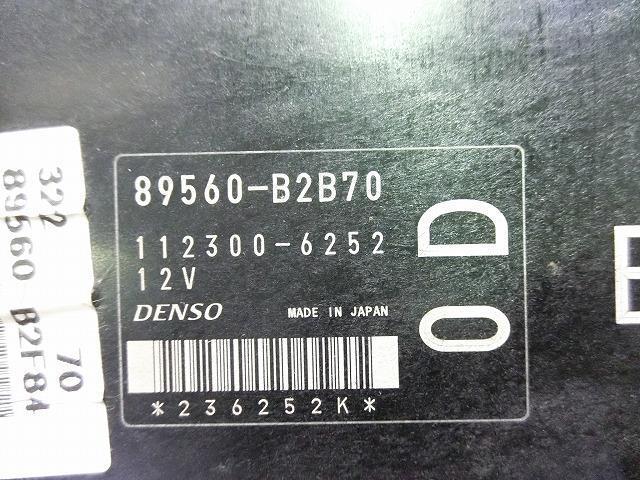 89560-B2B70
112300-6252
12V
DENSO MADE IN JAPAN
*236252K*
OD
322 70
89560 B2F84